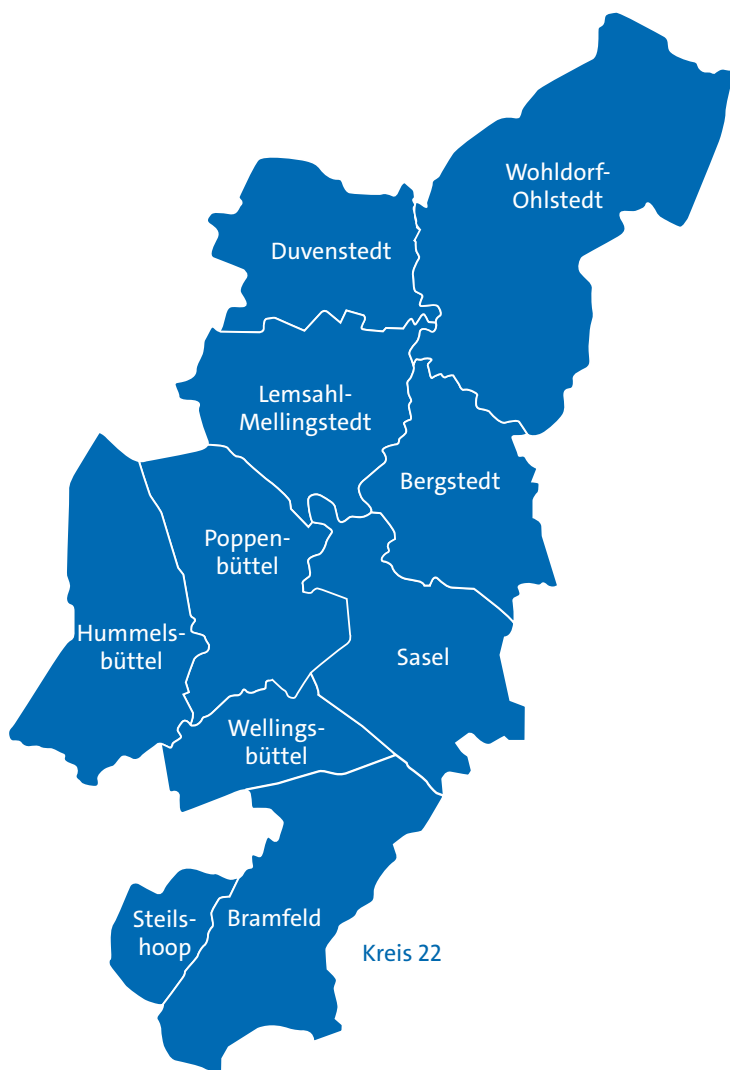 Wohldorf-
Ohlstedt
Duvenstedt
Lemsahl-
Mellingstedt
Bergstedt
Poppen-
büttel
Hummels-
büttel
Sasel
Wellings-
büttel
Steils-
hoop
Bramfeld
Kreis 22